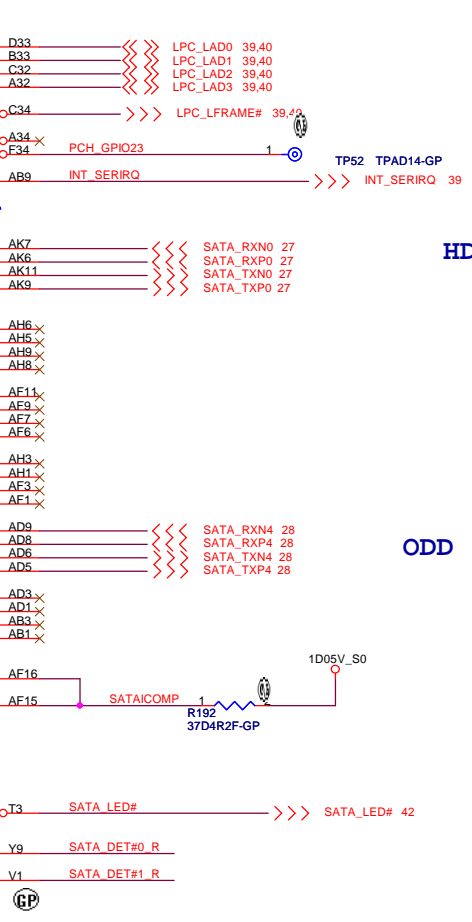 D33 LPC_LAD0 39,40
B33 LPC_LAD1 39,40
C32 LPC_LAD2 39,40
A32 LPC_LAD3 39,40
C34 LPC_LFRAME# 39,40
A34
F34 PCH_GPIO23 1
TP52 TPAD14-GP
AB9 INT_SERIRQ INT_SERIRQ 39
AK7 SATA_RXN0 27
HD
AK6 SATA_RXP0 27
AK11 SATA_TXN0 27
AK9 SATA_TXP0 27
AH6
AH5
AH9
AH8
AF11
AF9
AF7
AF6
AH3
AH1
AF3
AF1
AD9 SATA_RXN4 28
AD8 SATA_RXP4 28
ODD
AD6 SATA_TXN4 28
AD5 SATA_TXP4 28
AD3
AD1
AB3
AB1
1D05V_S0
AF16
AF15 SATAICOMP 1
R192
37D4R2F-GP
T3 SATA_LED# SATA_LED# 42
Y9 SATA_DET#0_R
V1 SATA_DET#1_R
GP